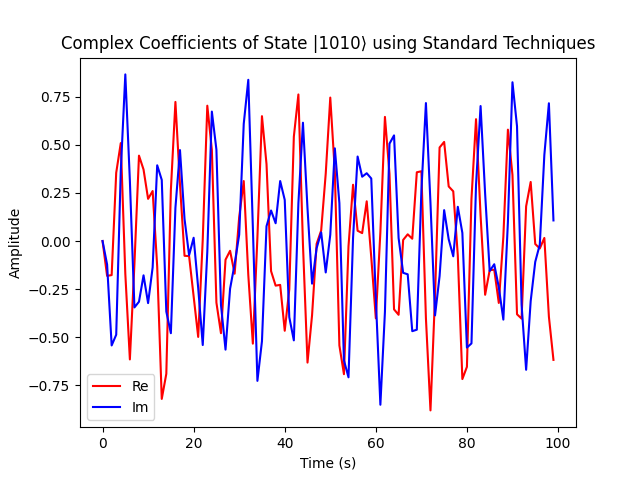 Complex Coefficients of State |1010⟩ using Standard Techniques
Amplitude
0.75
0.50
0.25
0.00
−0.25
−0.50
−0.75
Re
Im
0 20 40 60 80 100
Time (s)